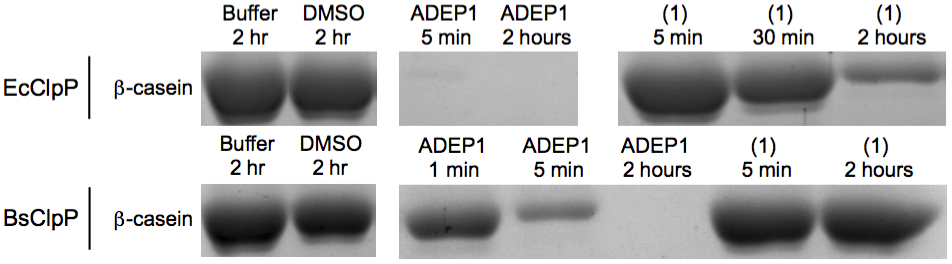 Buffer DMSO ADEP1 ADEP1 (1) (1) (1)
2 hr 2 hr 5 min 2 hours 5 min 30 min 2 hours
EcClpP β-casein
Buffer DMSO ADEP1 ADEP1 ADEP1 (1) (1)
2 hr 2 hr 1 min 5 min 2 hours 5 min 2 hours
BsClpP β-casein